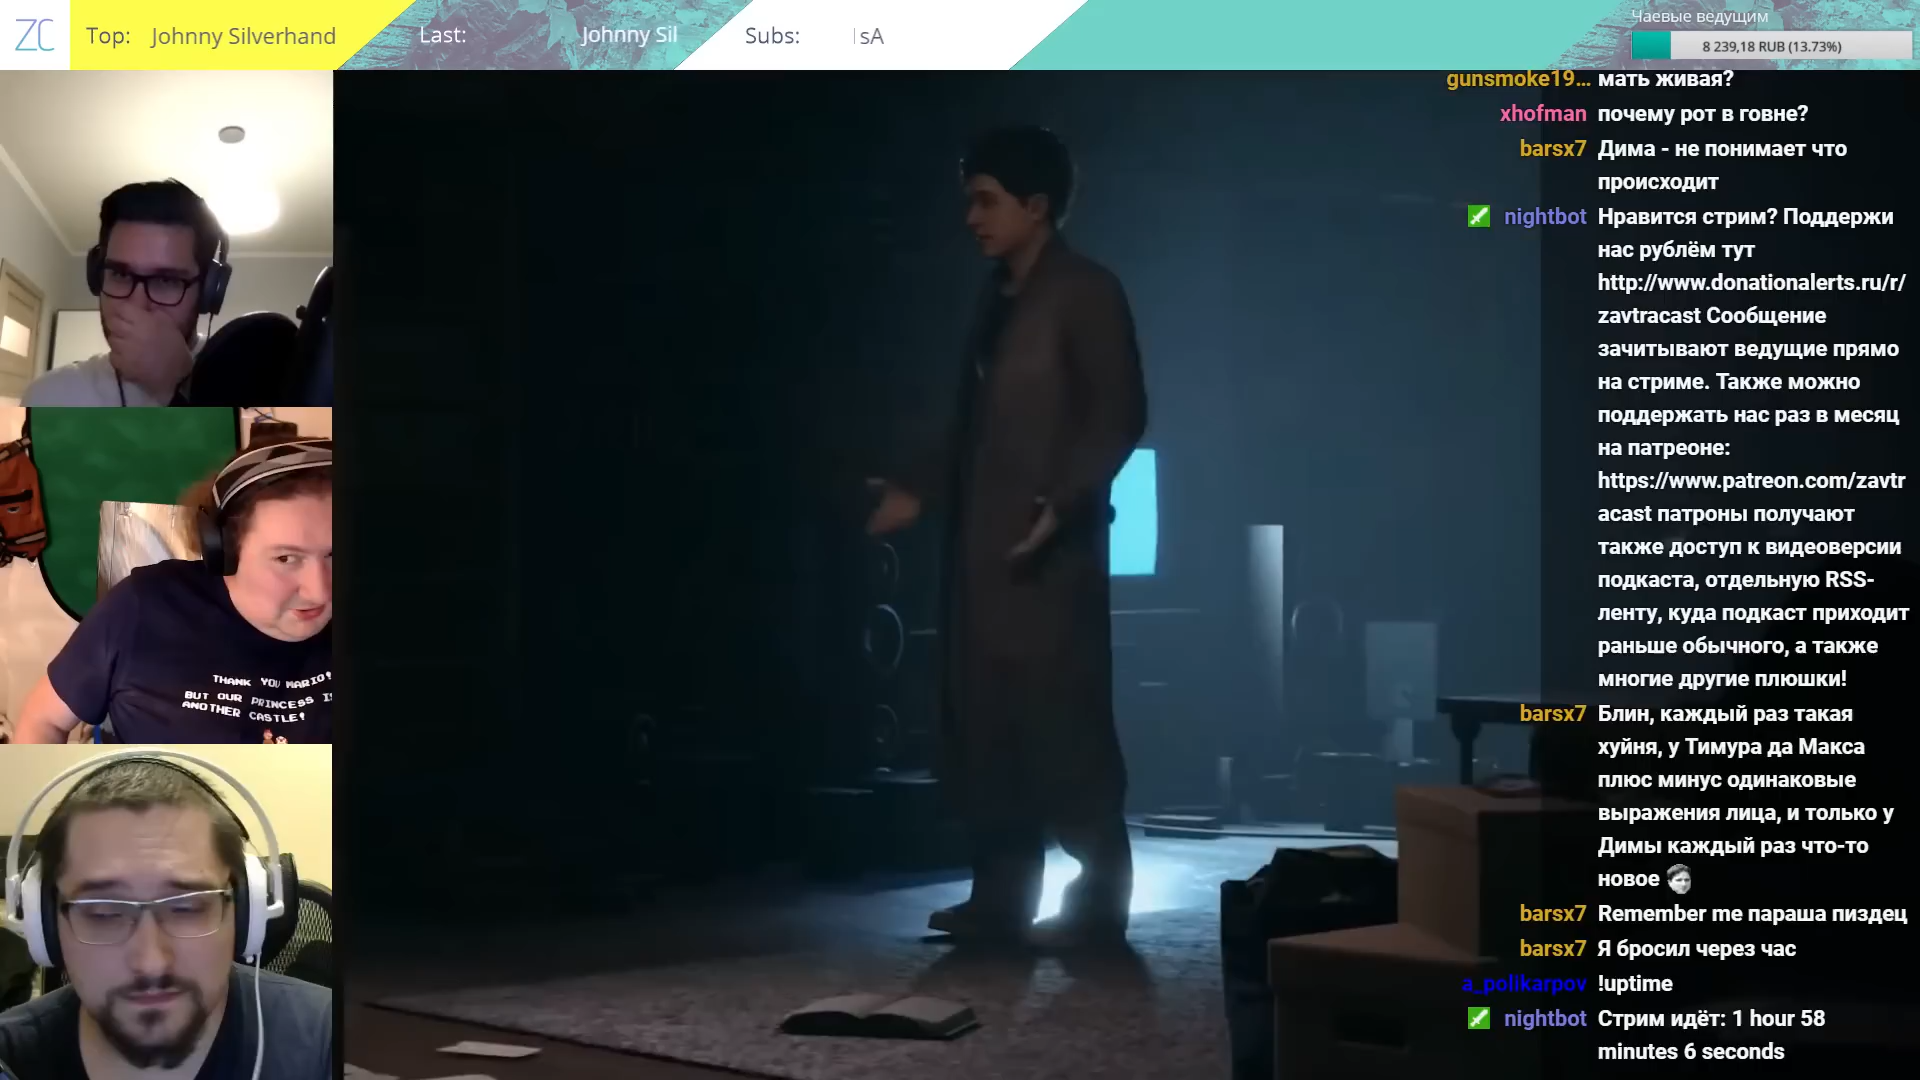 ZC Top: Johnny Silverhand Last: Johnny Sil Subs: lsA
Чаевые ведущим
8 239,18 RUB (13.73%)
THANK YOU MARIO!
BUT OUR PRINCESS I
ANOTHER CASTLE!
gunsmoke19... мать живая?
xhofman почему рот в говне?
barsx7 Дима - не понимает что
происходит
nightbot Нравится стрим? Поддержи
нас рублём тут
http://www.donationalerts.ru/r/
zavtracast Сообщение
зачитывают ведущие прямо
на стриме. Также можно
поддержать нас раз в месяц
на патреоне:
https://www.patreon.com/zavtr
acast патроны получают
также доступ к видеоверсии
подкаста, отдельную RSS-
ленту, куда подкаст приходит
раньше обычного, а также
многие другие плюшки!
barsx7 Блин, каждый раз такая
хуйня, у Тимура да Макса
плюс минус одинаковые
выражения лица, и только у
Димы каждый раз что-то
новое
barsx7 Remember me параша пиздец
barsx7 Я бросил через час
a_polikarpov !uptime
nightbot Стрим идёт: 1 hour 58
minutes 6 seconds